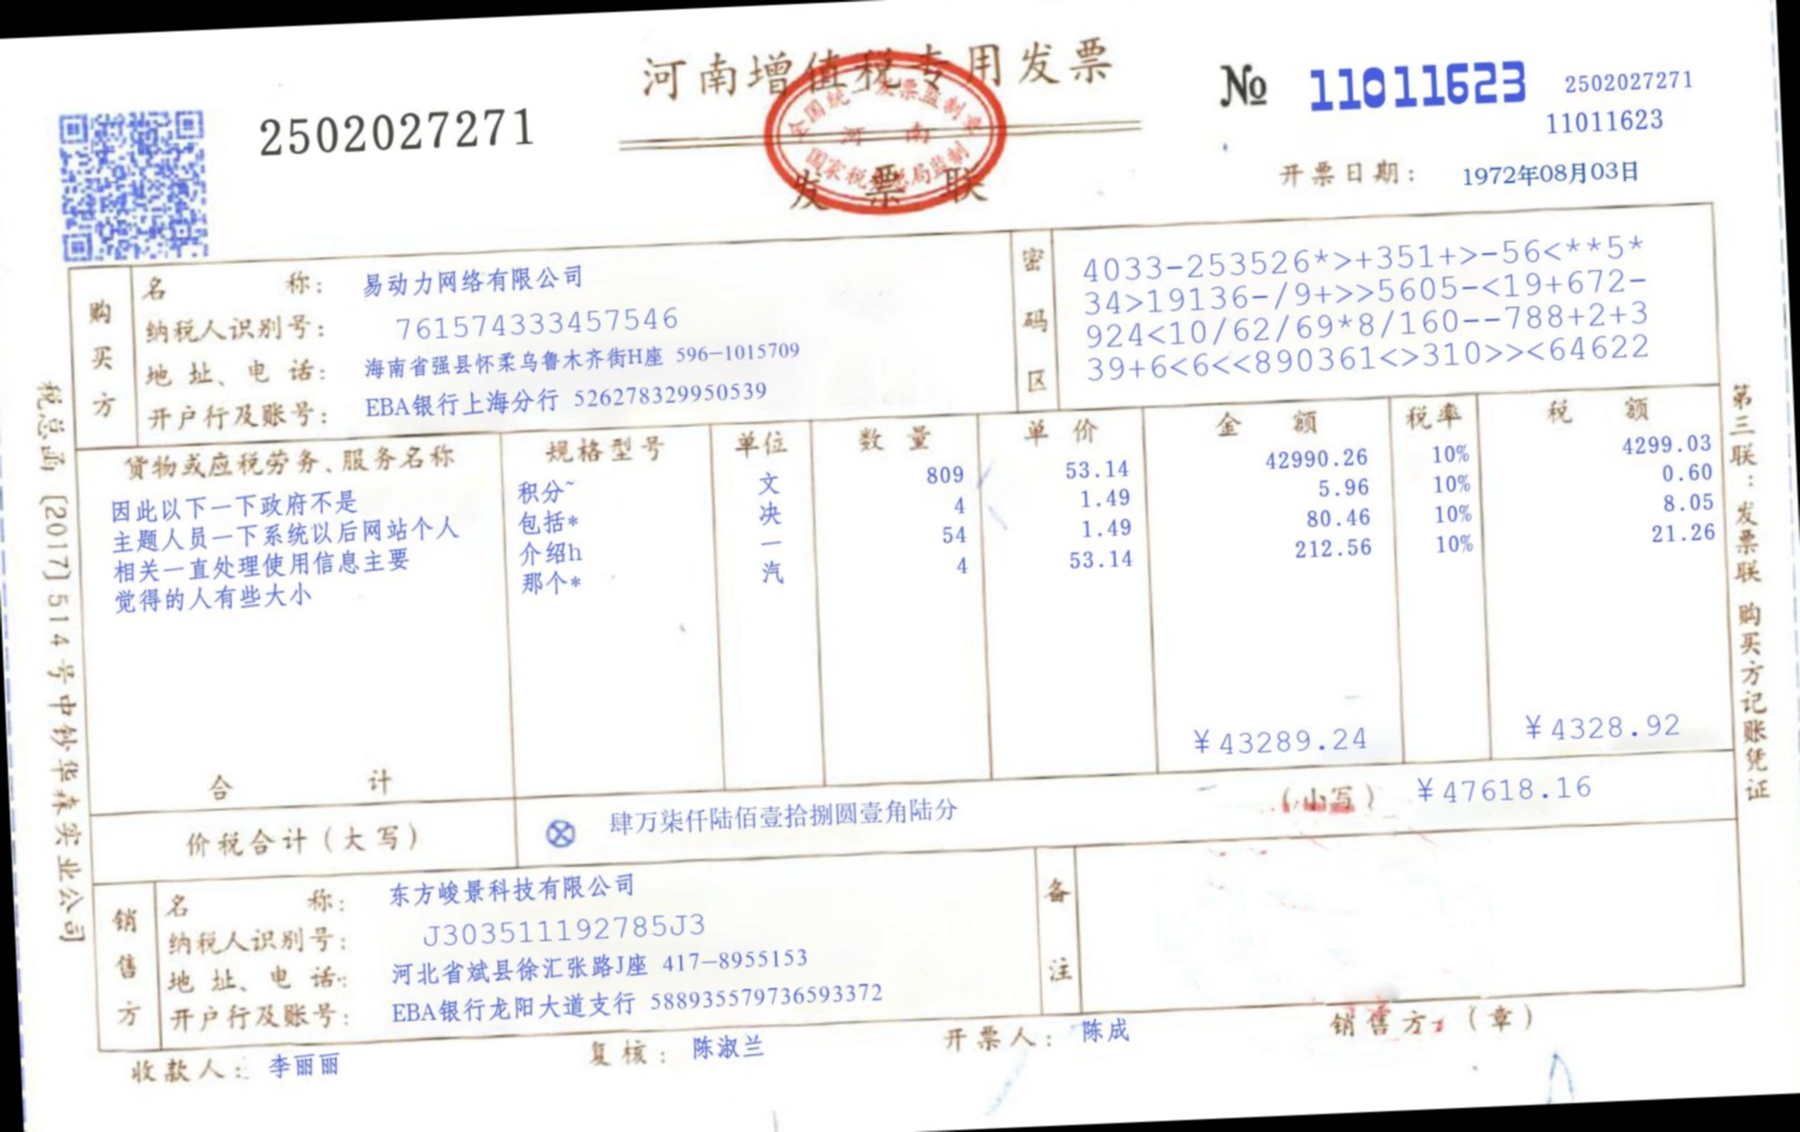 河南增值税专用发票
发票联
全国统一发票监制章
河南
国家税务总局监制
2502027271
№ 11011623
2502027271
11011623
开票日期: 1972年08月03日
购买方
名称: 易动力网络有限公司
纳税人识别号: 761574333457546
地址、电话: 海南省强县怀柔乌鲁木齐街H座 596-1015709
开户行及账号: EBA银行上海分行 526278329950539
密码区
4033-253526*>+351+>-56<**5*
34>19136-/9+>>5605-<19+672-
924<10/62/69*8/160--788+2+3
39+6<6<<890361<>310>><64622
货物或应税劳务、服务名称 规格型号 单位 数量 单价 金额 税率 税额
因此以下一下政府不是 积分~ 文 809 53.14 42990.26 10% 4299.03
主题人员一下系统以后网站个人 包括* 决 4 1.49 5.96 10% 0.60
相关一直处理使用信息主要 介绍h 一 54 1.49 80.46 10% 8.05
觉得的人有些大小 那个* 汽 4 53.14 212.56 10% 21.26
合计 ¥43289.24 ¥4328.92
价税合计(大写) 肆万柒仟陆佰壹拾捌圆壹角陆分 (小写) ¥47618.16
销售方
名称: 东方峻景科技有限公司
纳税人识别号: J303511192785J3
地址、电话: 河北省斌县徐汇张路J座 417-8955153
开户行及账号: EBA银行龙阳大道支行 588935579736593372
备注
收款人: 李丽丽 复核: 陈淑兰 开票人: 陈成 销售方:(章)
税总函[2017]514号中钞华森实业公司
第三联:发票联 购买方记账凭证